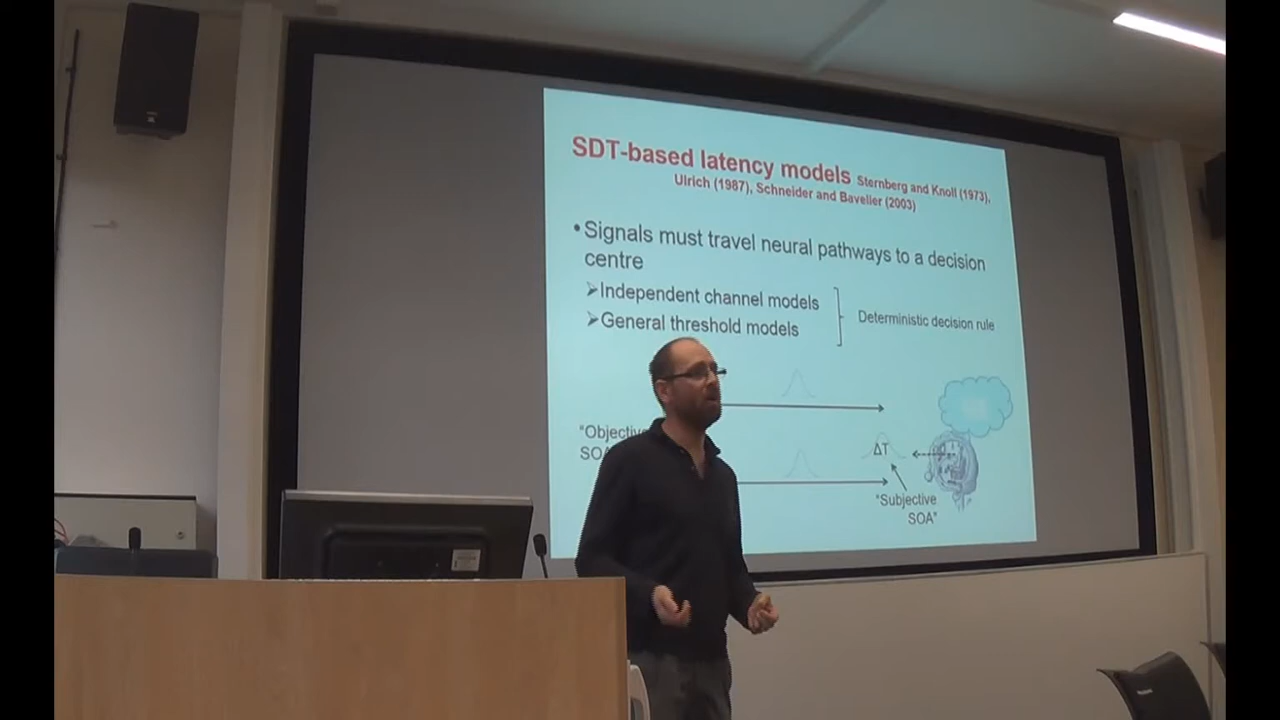 SDT-based latency models Sternberg and Knoll (1973),
Ulrich (1987), Schneider and Bavelier (2003)
•Signals must travel neural pathways to a decision
centre
➢Independent channel models
➢General threshold models
Deterministic decision rule
"Objective
SOA
ΔT
"Subjective
SOA"